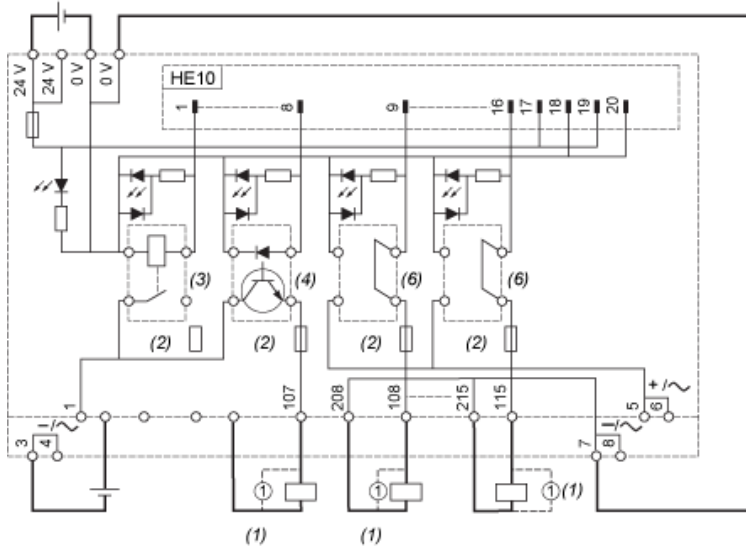 24 V 24 V 0 V 0 V
HE10
1 8 9 16 17 18 19 20
(3) (4) (6) (6)
(2) (2) (2) (2)
1 107 208 108 215 115 5 6 +/~
3 4 –/~ 7 8 –/~
1 1 1 (1)
(1) (1)